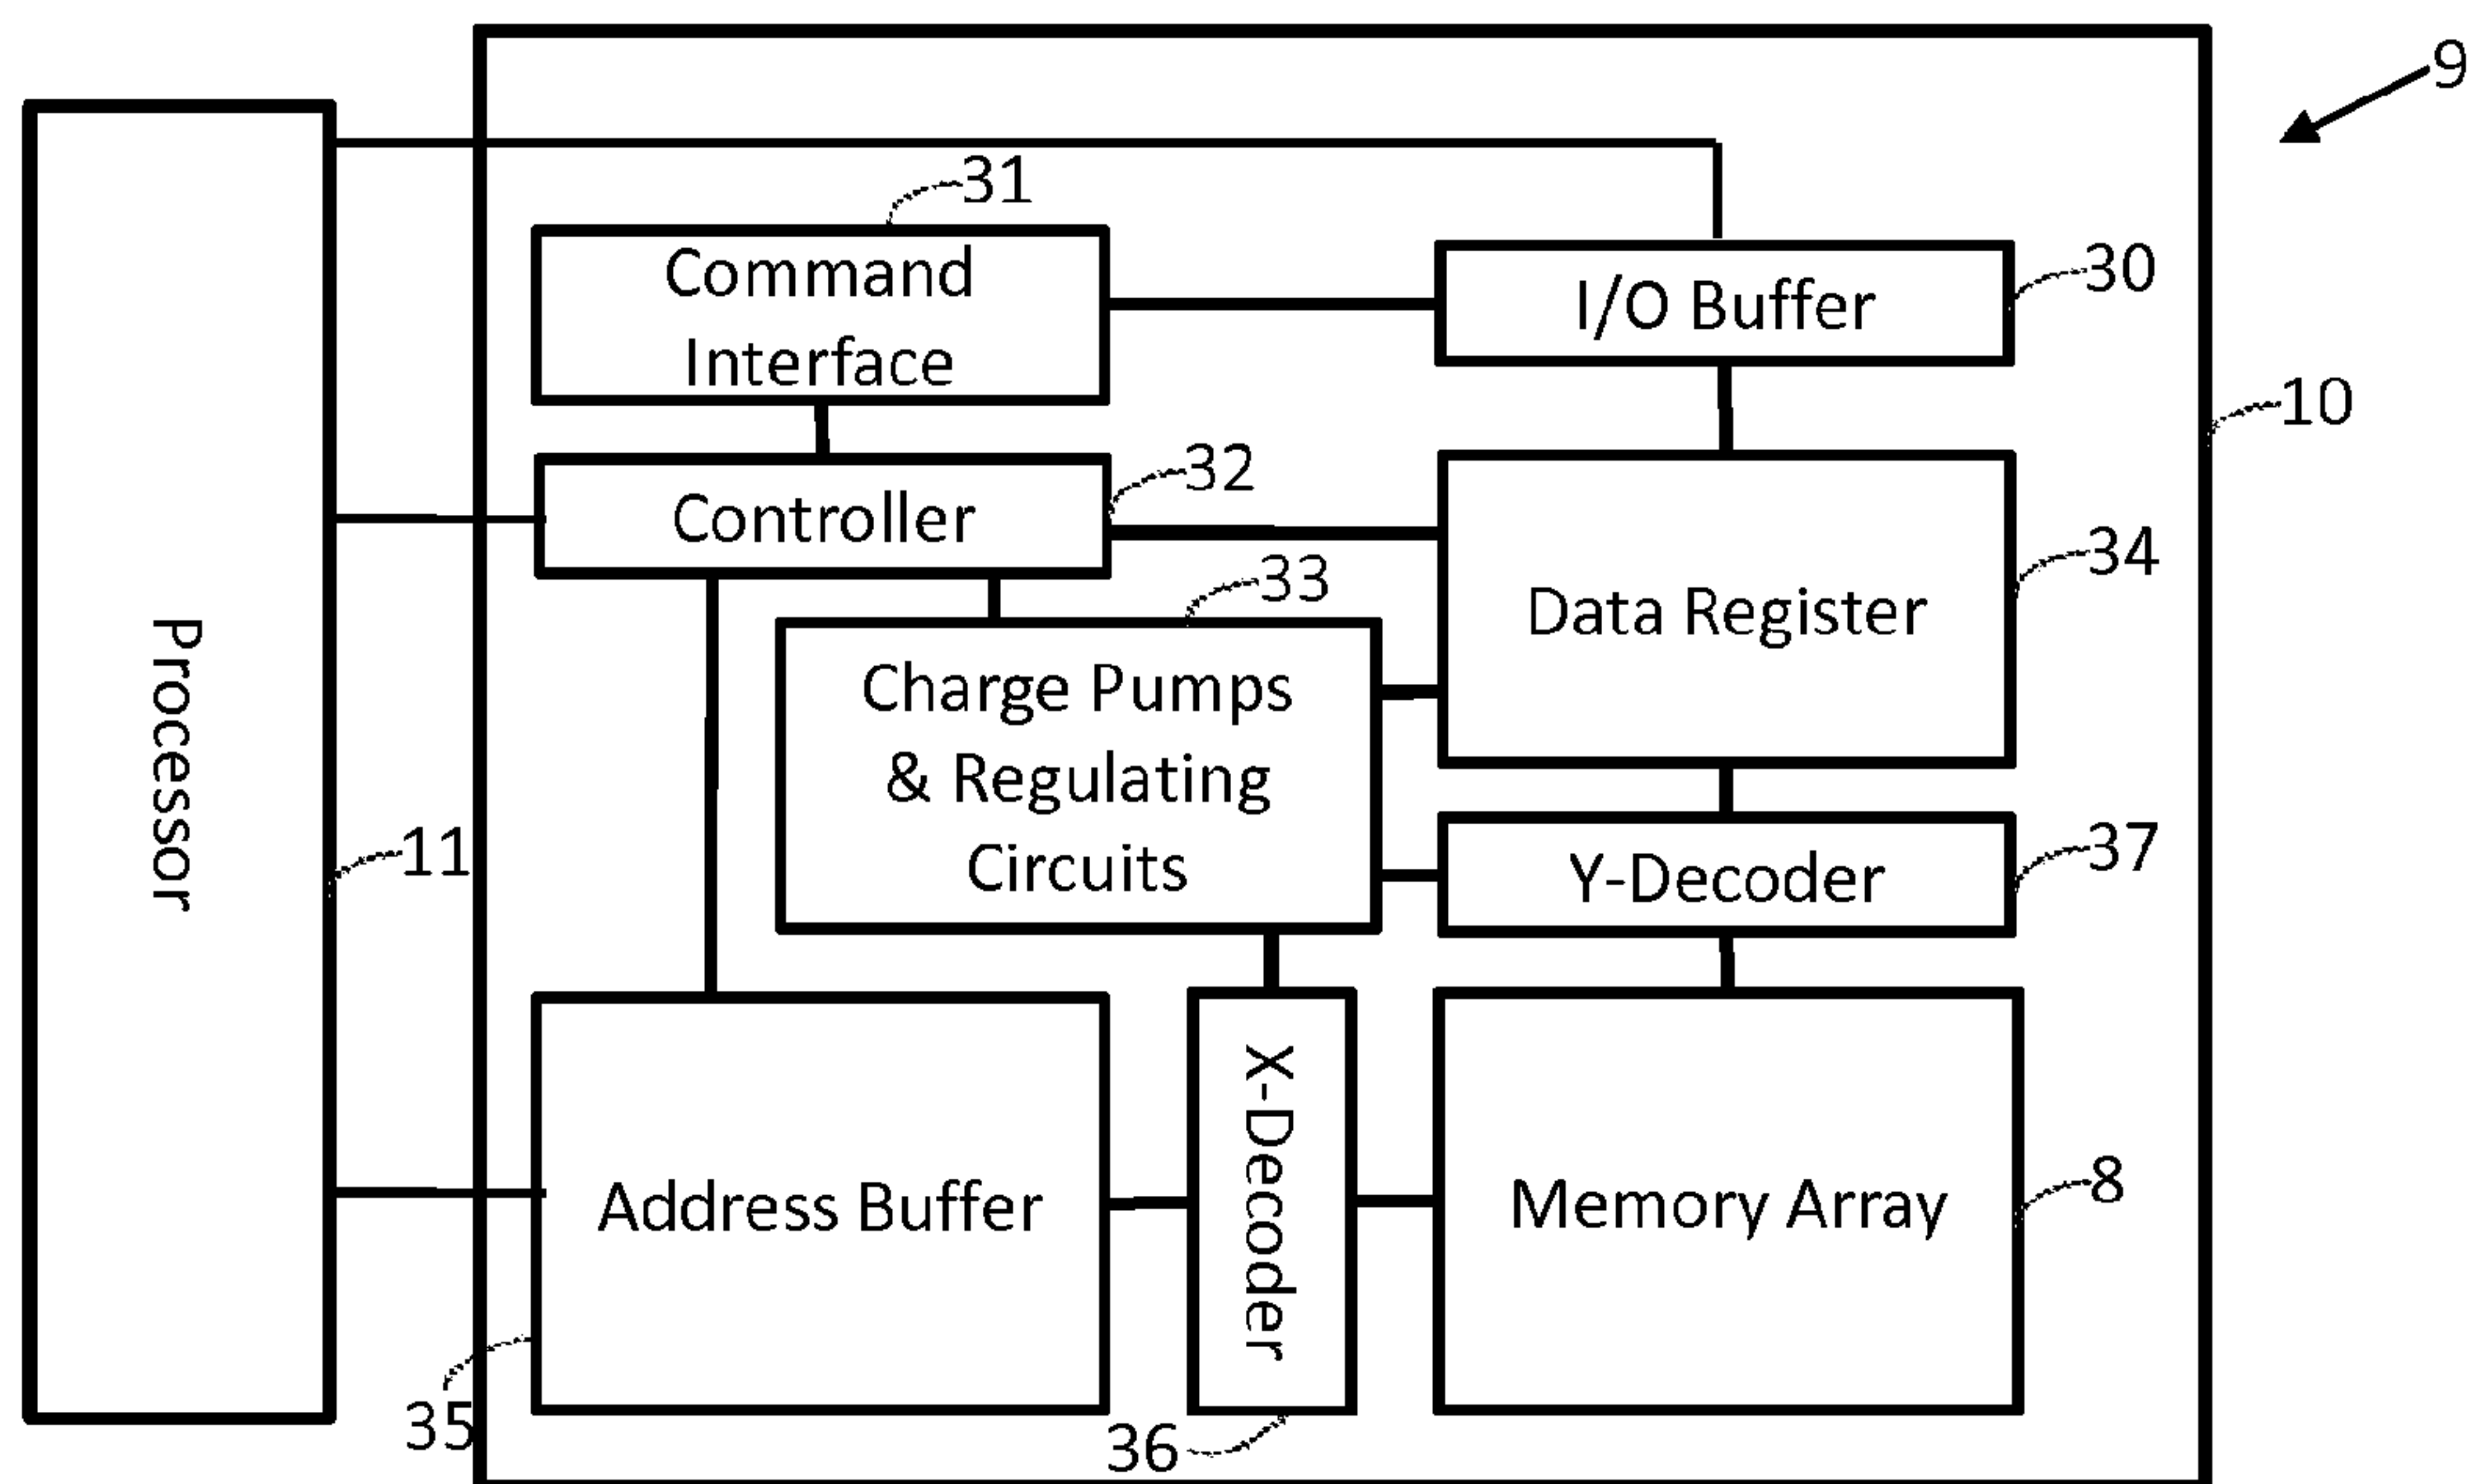 9
31
Command
Interface
I/O Buffer
30
10
32
Controller
33
Data Register
34
Charge Pumps
& Regulating
Circuits
Processor
11
Y-Decoder
37
Address Buffer
X-Decoder
Memory Array
8
35
36